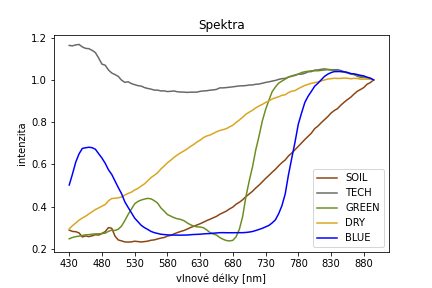 Spektra
1.2
1.0
0.8
0.6
0.4
0.2
intenzita
430 480 530 580 630 680 730 780 830 880
vlnové délky [nm]
SOIL
TECH
GREEN
DRY
BLUE